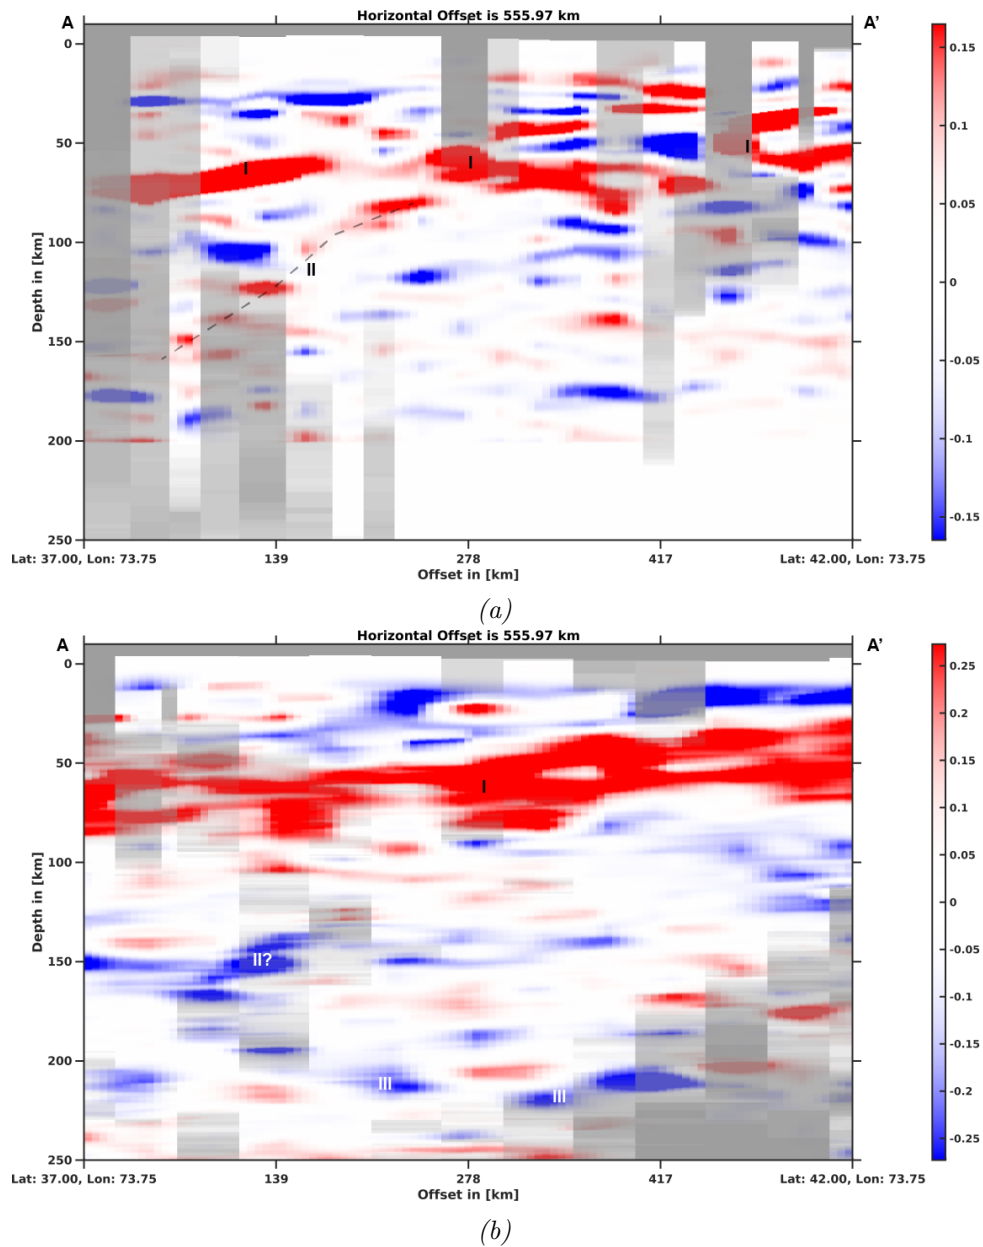 A
Horizontal Offset is 555.97 km
A'
0
50
100
150
200
250
Depth in [km]
I
I
I
II
0.15
0.1
0.05
0
-0.05
-0.1
-0.15
139
278
417
Lat: 37.00, Lon: 73.75
Lat: 42.00, Lon: 73.75
Offset in [km]
(a)
A
Horizontal Offset is 555.97 km
A'
0
50
100
150
200
250
Depth in [km]
I
II?
III
III
0.25
0.2
0.15
0.1
0.05
0
-0.05
-0.1
-0.15
-0.2
-0.25
139
278
417
Lat: 37.00, Lon: 73.75
Lat: 42.00, Lon: 73.75
Offset in [km]
(b)